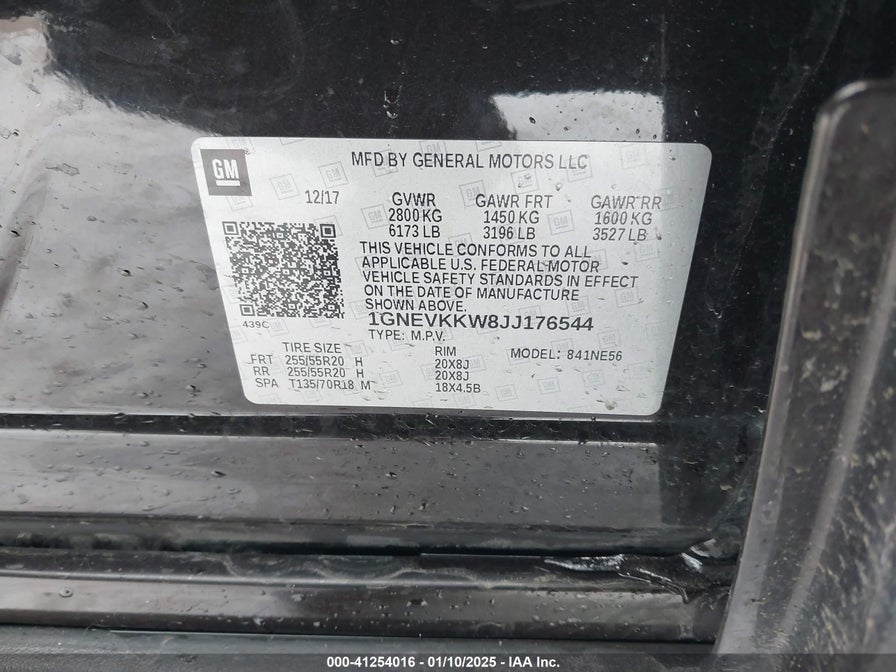 GM
MFD BY GENERAL MOTORS LLC
12/17 GVWR GAWR FRT GAWR RR
2800 KG 1450 KG 1600 KG
6173 LB 3196 LB 3527 LB
THIS VEHICLE CONFORMS TO ALL
APPLICABLE U.S. FEDERAL MOTOR
VEHICLE SAFETY STANDARDS IN EFFECT
ON THE DATE OF MANUFACTURE
SHOWN ABOVE.
439C 1GNEVKKW8JJ176544
TYPE: M.P.V.
TIRE SIZE RIM MODEL: 841NE56
FRT 255/55R20 H 20X8J
RR 255/55R20 H 20X8J
SPA T135/70R18 M 18X4.5B
000-41254016 - 01/10/2025 - IAA Inc.